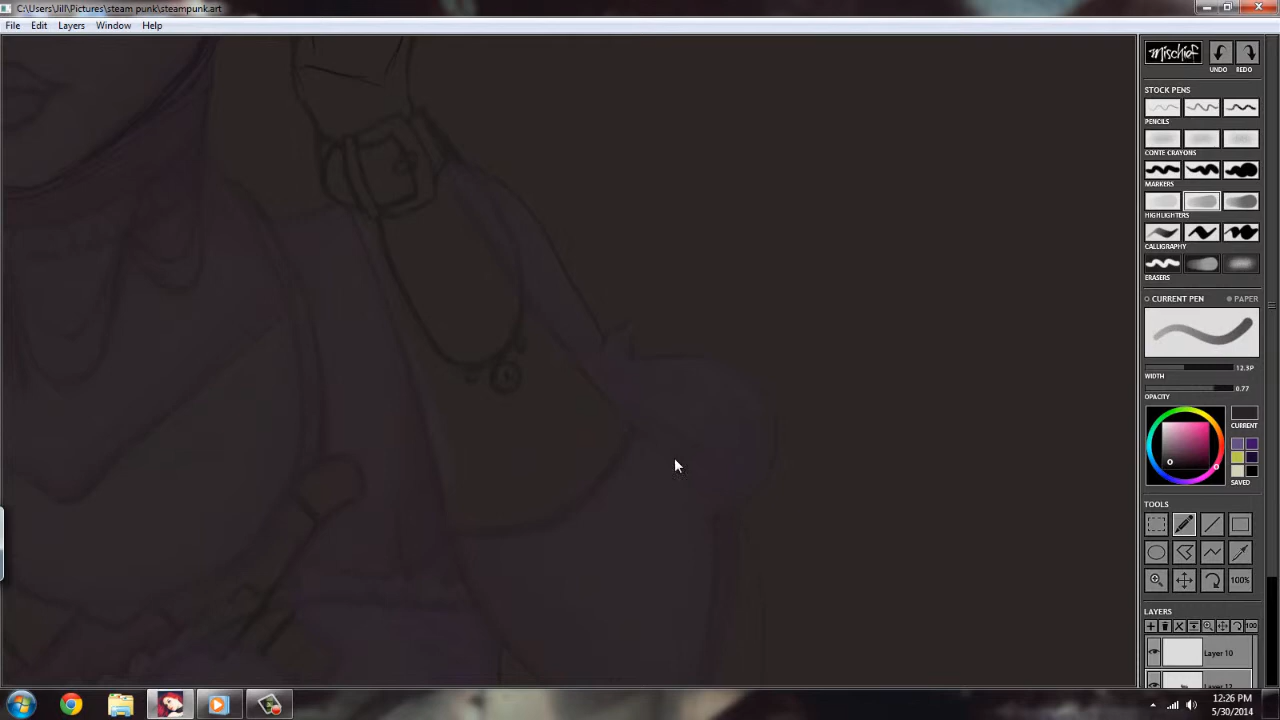 C:\Users\Jill\Pictures\steam punk\steampunk.art
File Edit Layers Window Help
mischief
UNDO REDO
STOCK PENS
PENCILS
CONTE CRAYONS
MARKERS
HIGHLIGHTERS
CALLIGRAPHY
ERASERS
CURRENT PEN PAPER
12.3P
WIDTH
0.77
OPACITY
CURRENT
SAVED
TOOLS
100%
LAYERS
100
Layer 10
12:26 PM
5/30/2014